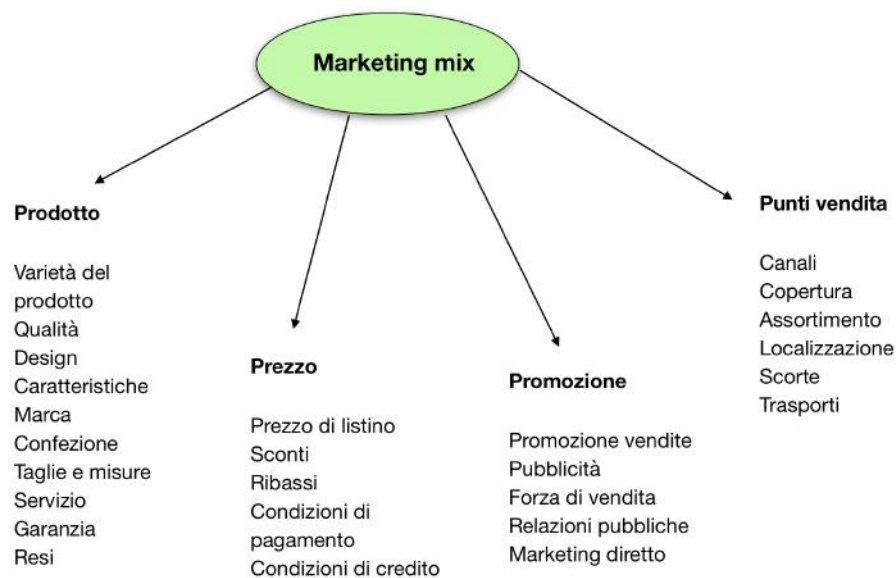 Marketing mix
Prodotto
Varietà del
prodotto
Qualità
Design
Caratteristiche
Marca
Confezione
Taglie e misure
Servizio
Garanzia
Resi
Prezzo
Prezzo di listino
Sconti
Ribassi
Condizioni di
pagamento
Condizioni di credito
Promozione
Promozione vendite
Pubblicità
Forza di vendita
Relazioni pubbliche
Marketing diretto
Punti vendita
Canali
Copertura
Assortimento
Localizzazione
Scorte
Trasporti